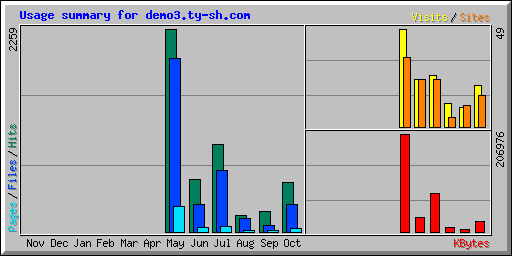 Usage summary for demo3.ty-sh.com
Visits / Sites
2259
49
206976
Pages / Files / Hits
Nov Dec Jan Feb Mar Apr May Jun Jul Aug Sep Oct
KBytes